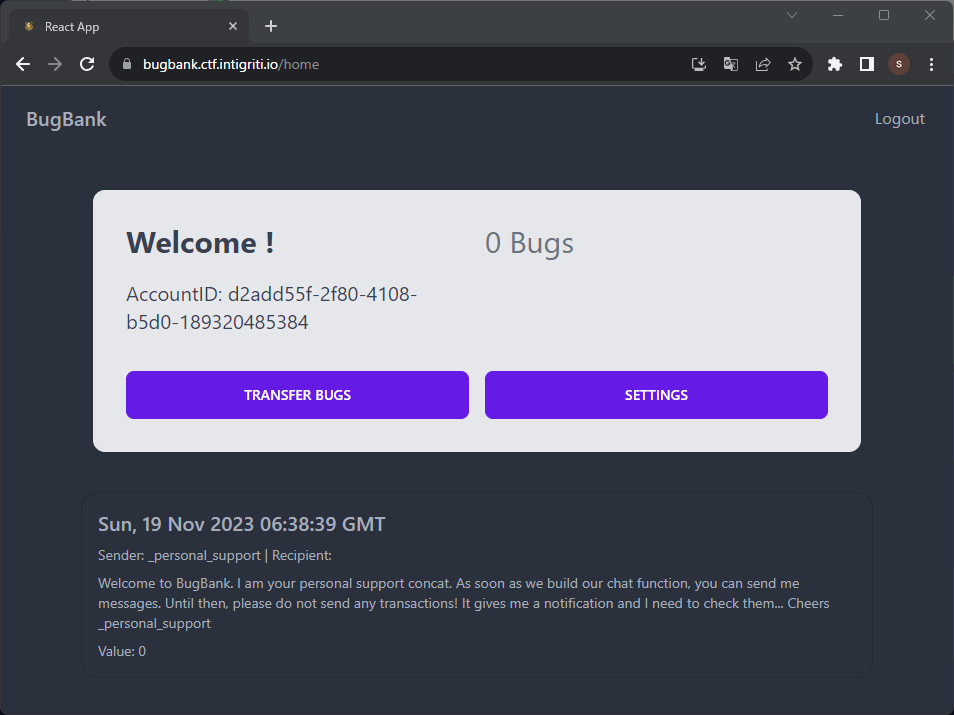 React App
bugbank.ctf.intigriti.io/home
S
BugBank
Logout
Welcome !
0 Bugs
AccountID: d2add55f-2f80-4108-
b5d0-189320485384
TRANSFER BUGS
SETTINGS
Sun, 19 Nov 2023 06:38:39 GMT
Sender: _personal_support | Recipient:
Welcome to BugBank. I am your personal support concat. As soon as we build our chat function, you can send me
messages. Until then, please do not send any transactions! It gives me a notification and I need to check them... Cheers
_personal_support
Value: 0